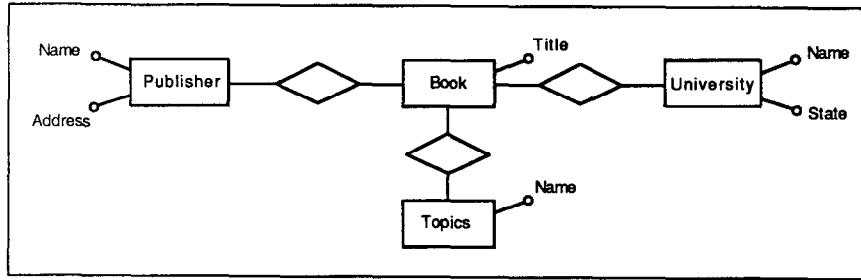 Name
Publisher
Address
Title
Book
Name
University
State
Name
Topics